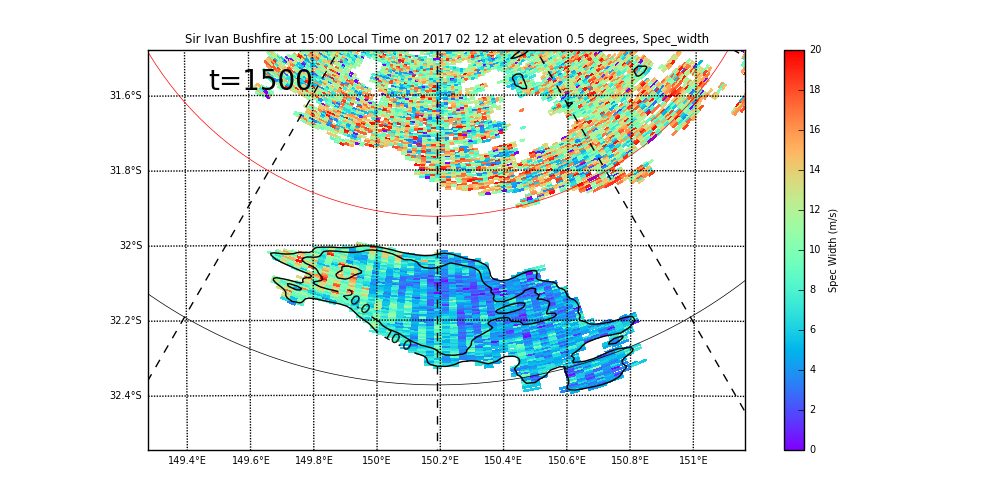 Sir Ivan Bushfire at 15:00 Local Time on 2017 02 12 at elevation 0.5 degrees, Spec_width
t=1500
31.6°S
31.8°S
32°S
32.2°S
32.4°S
20.0
10.0
149.4°E 149.6°E 149.8°E 150°E 150.2°E 150.4°E 150.6°E 150.8°E 151°E
20
18
16
14
12
10
8
6
4
2
0
Spec Width (m/s)